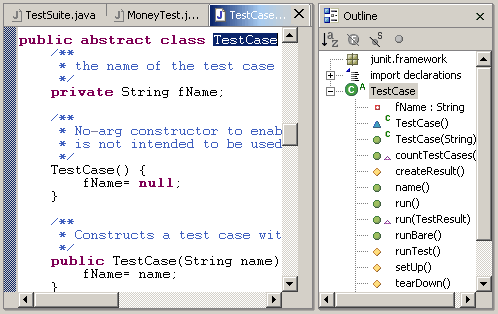 TestSuite.java
MoneyTest.j...
TestCase...
public abstract class TestCase
/**
* the name of the test case
*/
private String fName;
/**
* No-arg constructor to enab
* is not intended to be used
*/
TestCase() {
fName= null;
}
/**
* Constructs a test case wit
*/
public TestCase(String name)
fName= name;
}
Outline
junit.framework
import declarations
TestCase
fName : String
TestCase()
TestCase(String)
countTestCases(
createResult()
name()
run()
run(TestResult)
runBare()
runTest()
setUp()
tearDown()